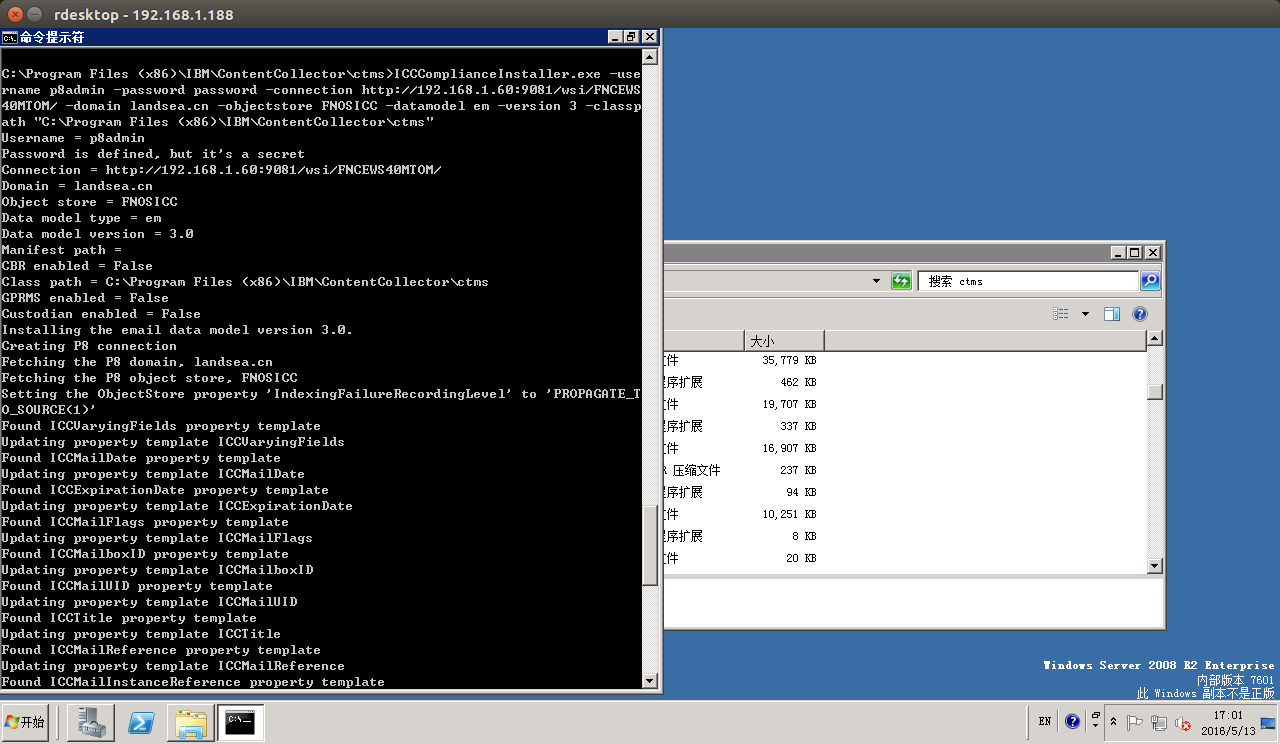 rdesktop - 192.168.1.188
命令提示符
C:\Program Files (x86)\IBM\ContentCollector\ctms>ICCComplianceInstaller.exe -use
rname p8admin -password password -connection http://192.168.1.60:9081/wsi/FNCEWS
40MTOM/ -domain landsea.cn -objectstore FNOSICC -datamodel em -version 3 -classp
ath "C:\Program Files (x86)\IBM\ContentCollector\ctms"
Username = p8admin
Password is defined, but it's a secret
Connection = http://192.168.1.60:9081/wsi/FNCEWS40MTOM/
Domain = landsea.cn
Object store = FNOSICC
Data model type = em
Data model version = 3.0
Manifest path =
CBR enabled = False
Class path = C:\Program Files (x86)\IBM\ContentCollector\ctms
GPRMS enabled = False
Custodian enabled = False
Installing the email data model version 3.0.
Creating P8 connection
Fetching the P8 domain, landsea.cn
Fetching the P8 object store, FNOSICC
Setting the ObjectStore property 'IndexingFailureRecordingLevel' to 'PROPAGATE_T
O_SOURCE(1)'
Found ICCVaryingFields property template
Updating property template ICCVaryingFields
Found ICCMailDate property template
Updating property template ICCMailDate
Found ICCExpirationDate property template
Updating property template ICCExpirationDate
Found ICCMailFlags property template
Updating property template ICCMailFlags
Found ICCMailboxID property template
Updating property template ICCMailboxID
Found ICCMailUID property template
Updating property template ICCMailUID
Found ICCTitle property template
Updating property template ICCTitle
Found ICCMailReference property template
Updating property template ICCMailReference
Found ICCMailInstanceReference property template
搜索 ctms
大小
文件 35,779 KB
程序扩展 462 KB
文件 19,707 KB
程序扩展 337 KB
文件 16,907 KB
R 压缩文件 237 KB
程序扩展 94 KB
文件 10,251 KB
程序扩展 8 KB
文件 20 KB
Windows Server 2008 R2 Enterprise
内部版本 7601
此 Windows 副本不是正版
开始
C:\
EN
17:01
2016/5/13